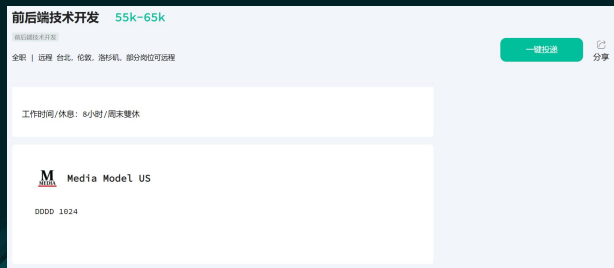 前后端技术开发 55k-65k
前后端技术开发
全职 | 远程 台北, 伦敦, 洛杉矶, 部分岗位可远程
一键投递
分享
工作时间/休息: 8小时/周末雙休
M
MEDIA
Media Model US
DDDD 1024